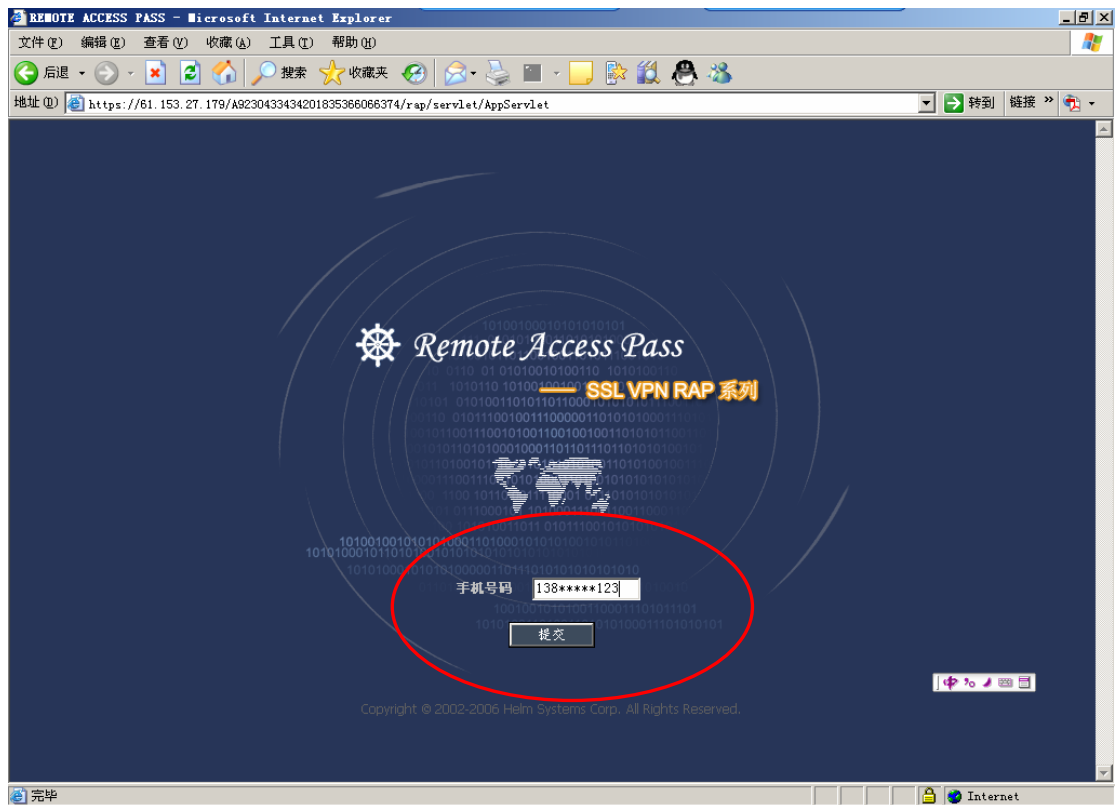 REMOTE ACCESS PASS - Microsoft Internet Explorer
文件(F) 编辑(E) 查看(V) 收藏(A) 工具(T) 帮助(H)
后退 搜索 收藏夹
地址(D) https://61.153.27.179/A92304334342018353660 66374/rap/servlet/AppServlet 转到 链接 »
Remote Access Pass
—— SSL VPN RAP 系列
手机号码 138*****123
提交
中
Copyright © 2002-2006 Helm Systems Corp. All Rights Reserved.
完毕 Internet